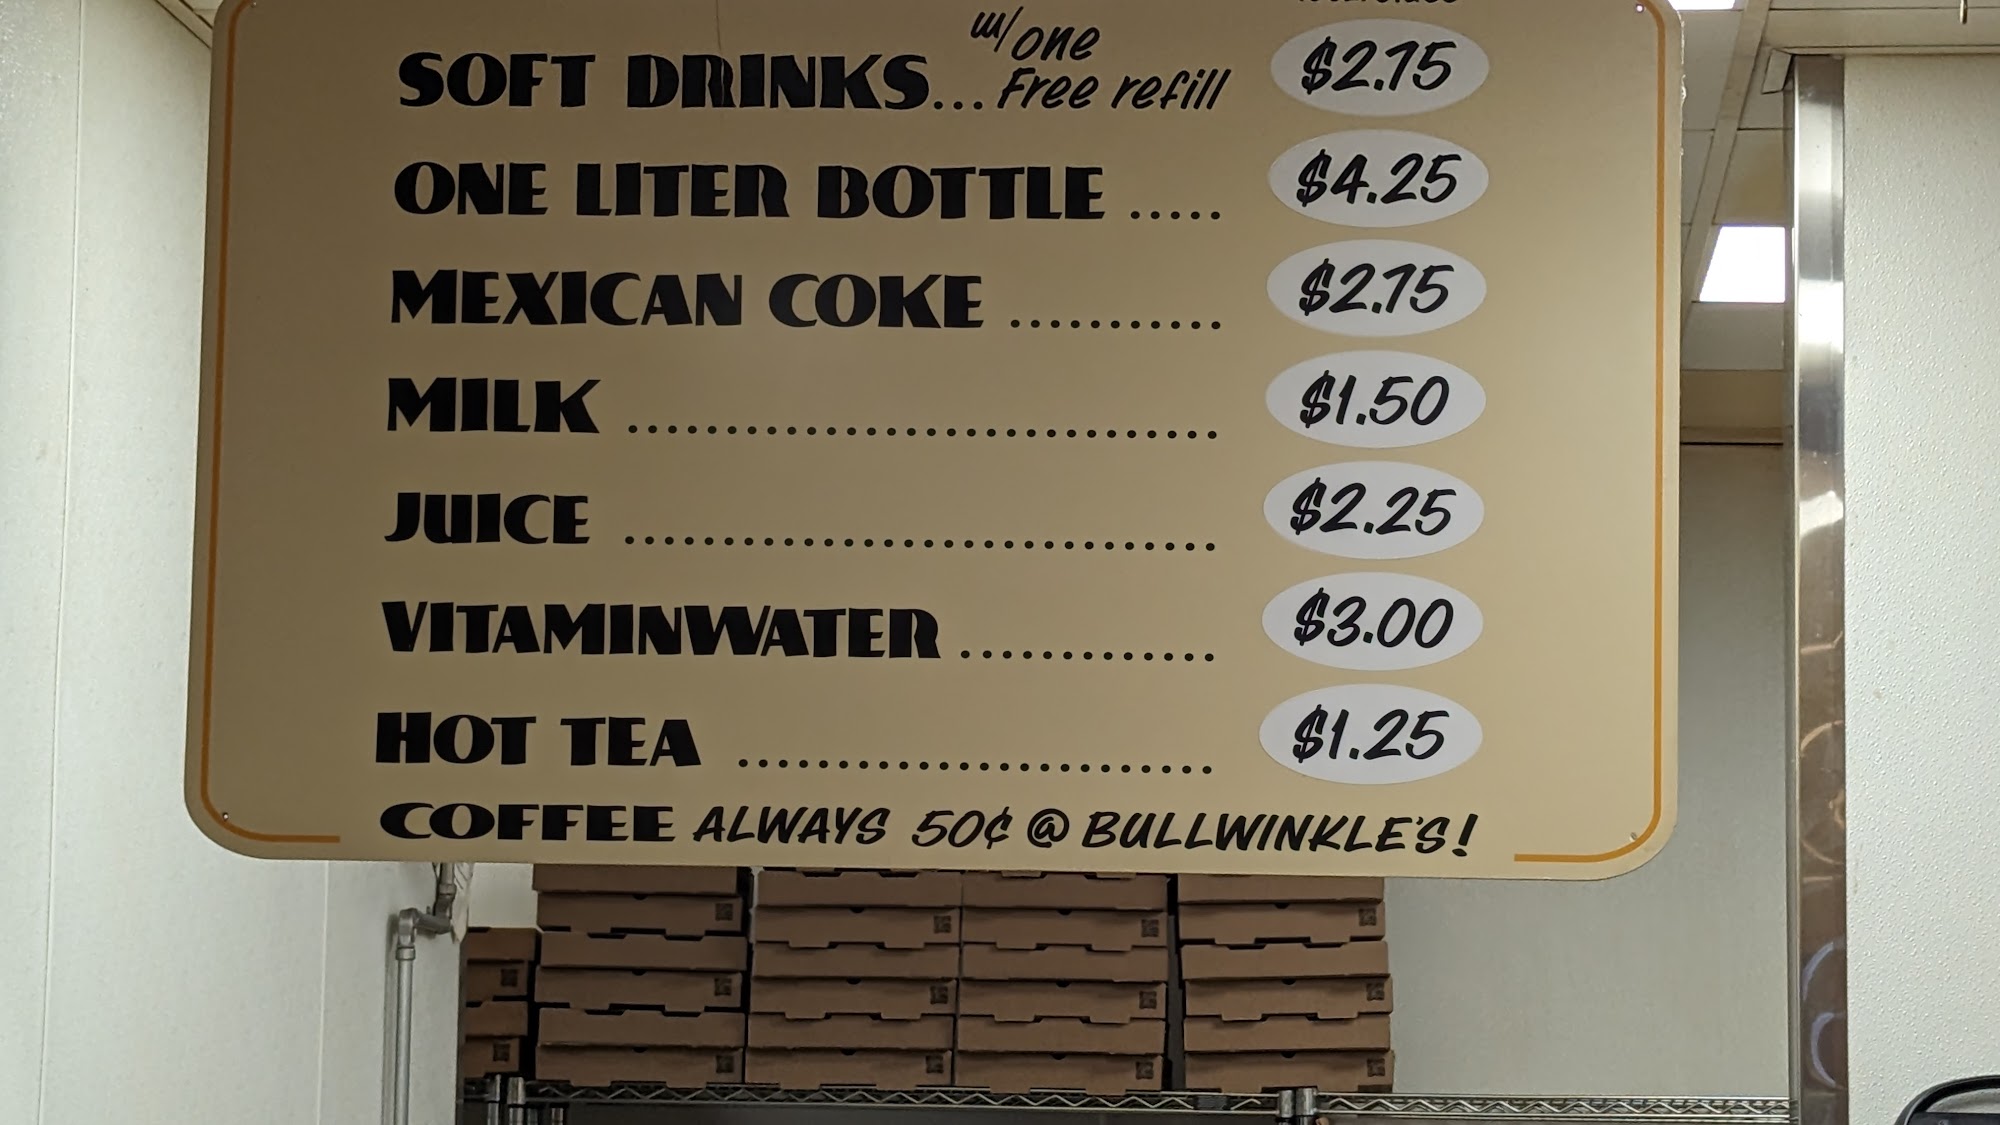 SOFT DRINKS... w/one Free refill $2.75
ONE LITER BOTTLE ..... $4.25
MEXICAN COKE ........... $2.75
MILK .............................. $1.50
JUICE .............................. $2.25
VITAMINWATER ............. $3.00
HOT TEA ........................ $1.25
COFFEE ALWAYS 50¢ @ BULLWINKLE'S!